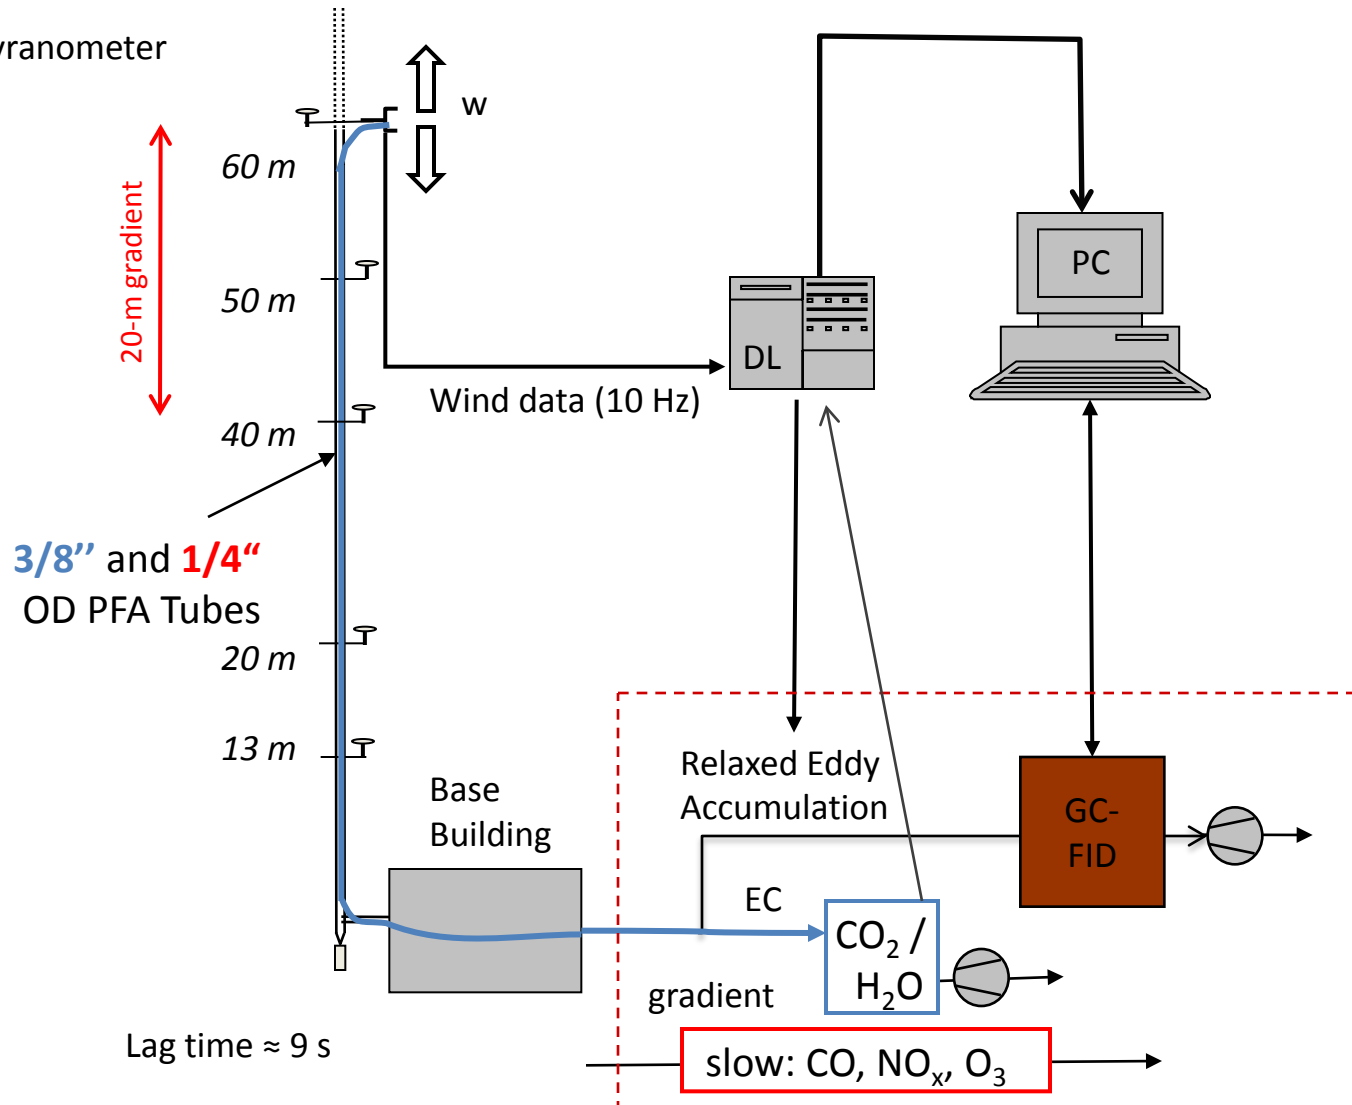 yranometer
w
60 m
20-m gradient
50 m
PC
DL
Wind data (10 Hz)
40 m
3/8’’ and 1/4“
OD PFA Tubes
20 m
13 m
Relaxed Eddy
Accumulation
Base
Building
GC-
FID
EC
CO₂ /
H₂O
gradient
Lag time ≈ 9 s
slow: CO, NOₓ, O₃